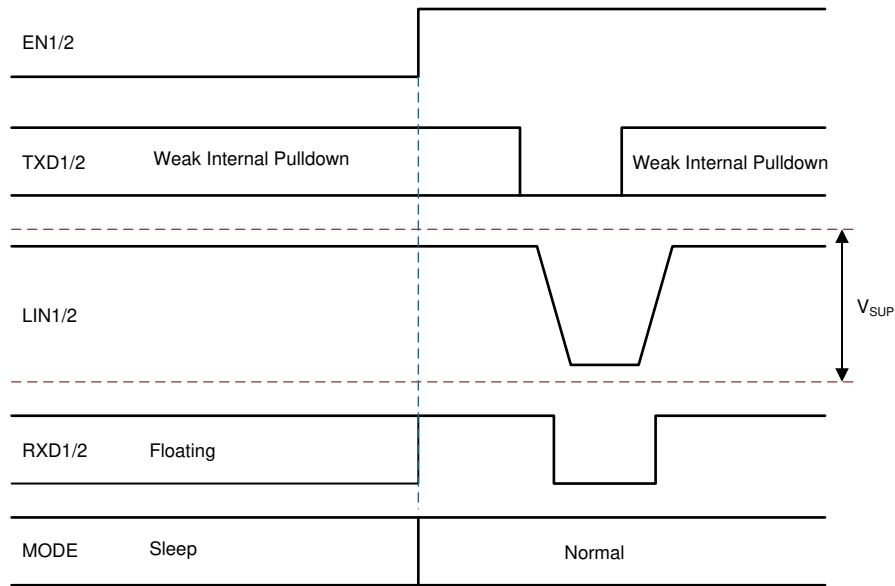 EN1/2
TXD1/2 Weak Internal Pulldown Weak Internal Pulldown
LIN1/2 VSUP
RXD1/2 Floating
MODE Sleep Normal